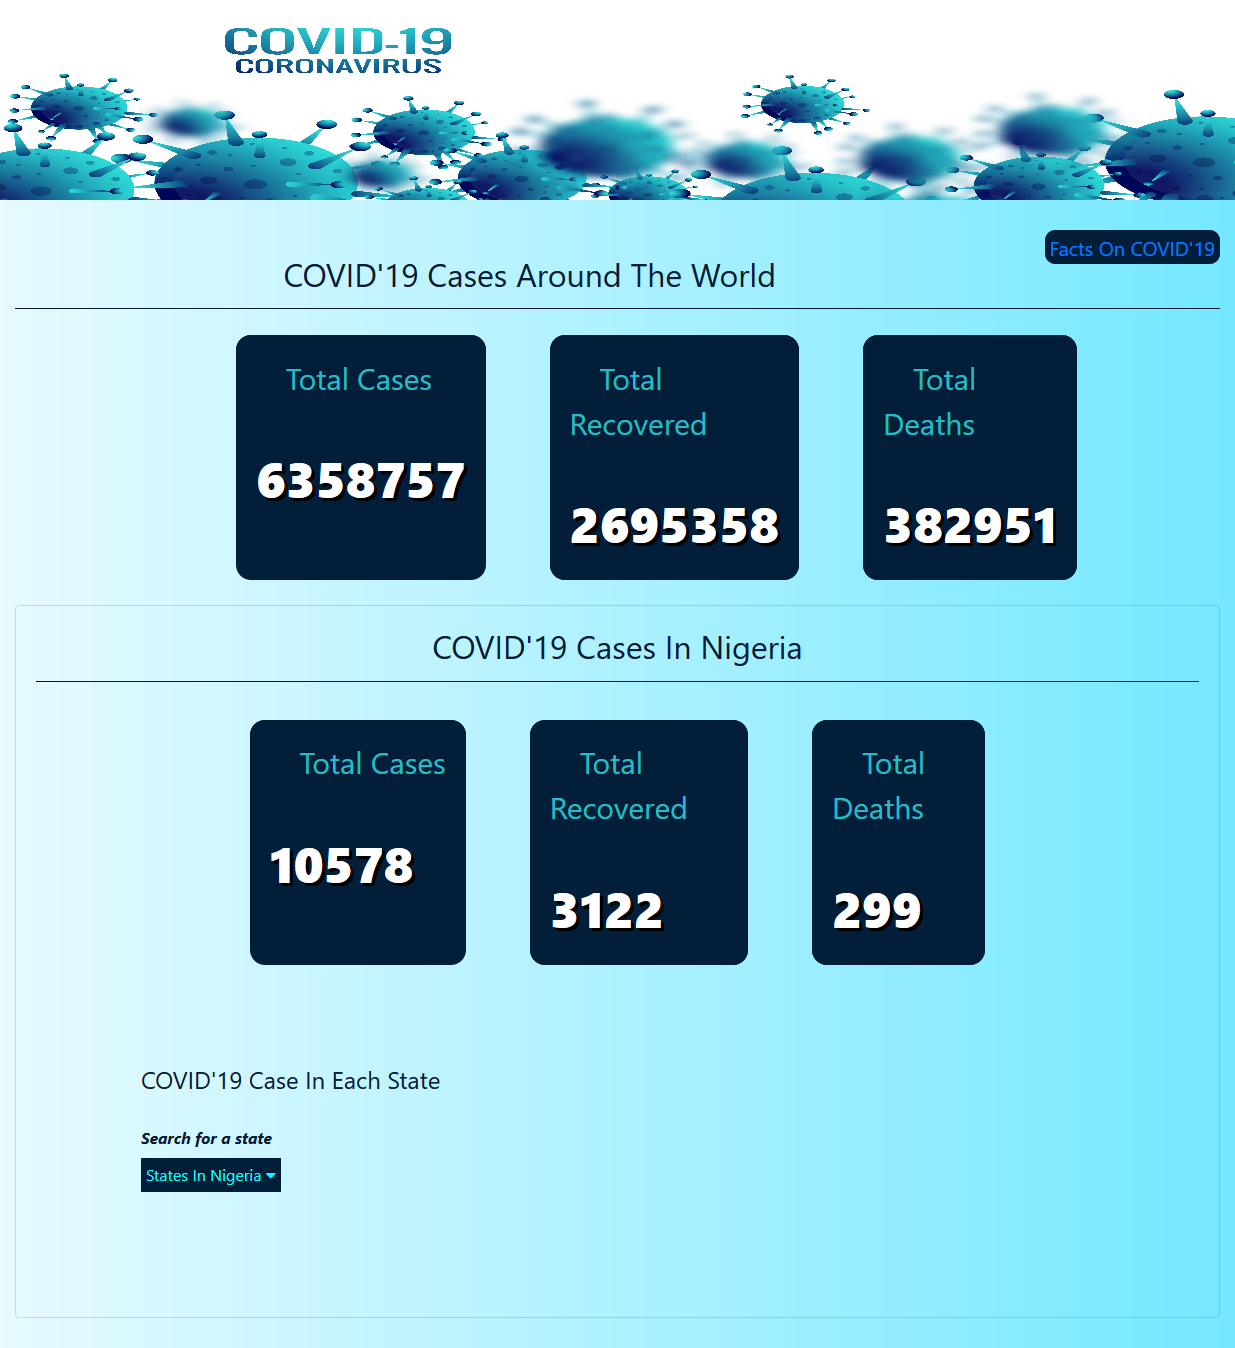 COVID-19
CORONAVIRUS
Facts On COVID'19
COVID'19 Cases Around The World
Total Cases
6358757
Total
Recovered
2695358
Total
Deaths
382951
COVID'19 Cases In Nigeria
Total Cases
10578
Total
Recovered
3122
Total
Deaths
299
COVID'19 Case In Each State
Search for a state
States In Nigeria